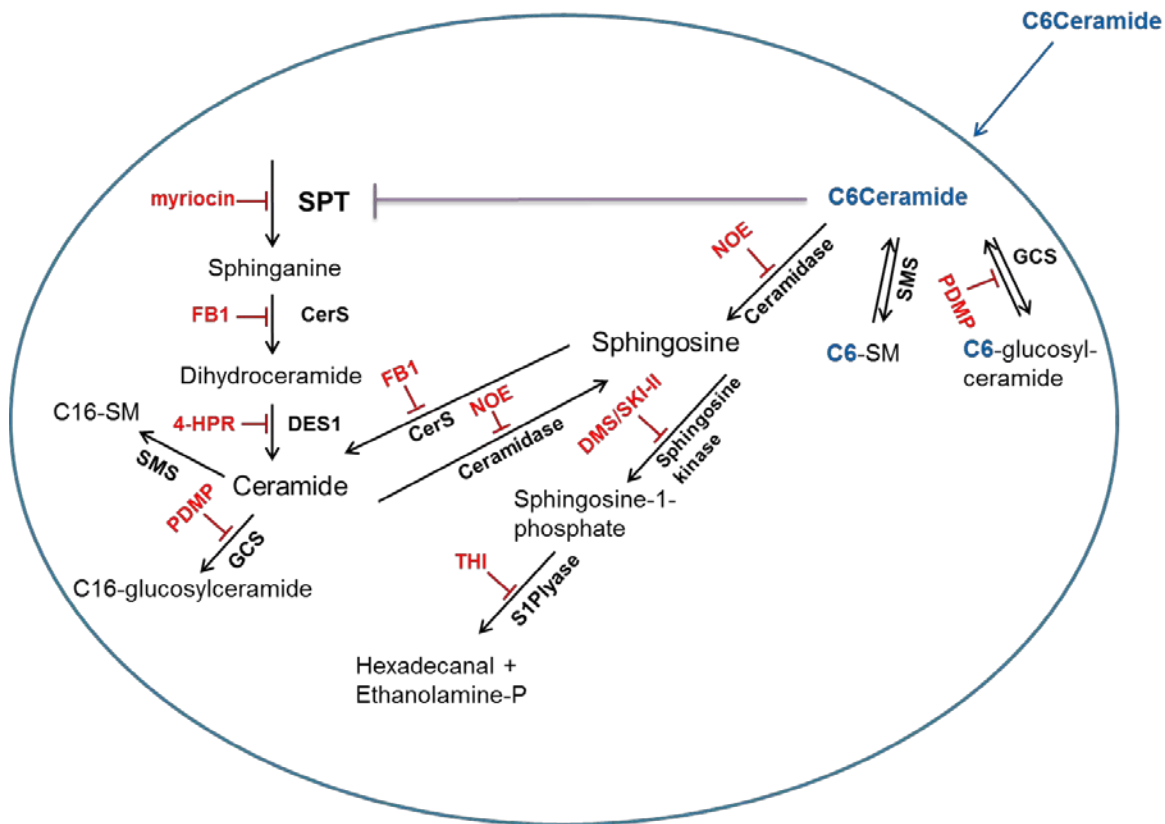 C6Ceramide
myriocin
SPT
C6Ceramide
NOE
Ceramidase
SMS
GCS
PDMP
Sphinganine
FB1
CerS
Sphingosine
C6-SM
C6-glucosyl-
ceramide
Dihydroceramide
FB1
CerS
NOE
Ceramidase
DMS/SKI-II
Sphingosine
kinase
C16-SM
4-HPR
DES1
SMS
Ceramide
PDMP
GCS
Sphingosine-1-
phosphate
C16-glucosylceramide
THI
S1Plyase
Hexadecanal +
Ethanolamine-P